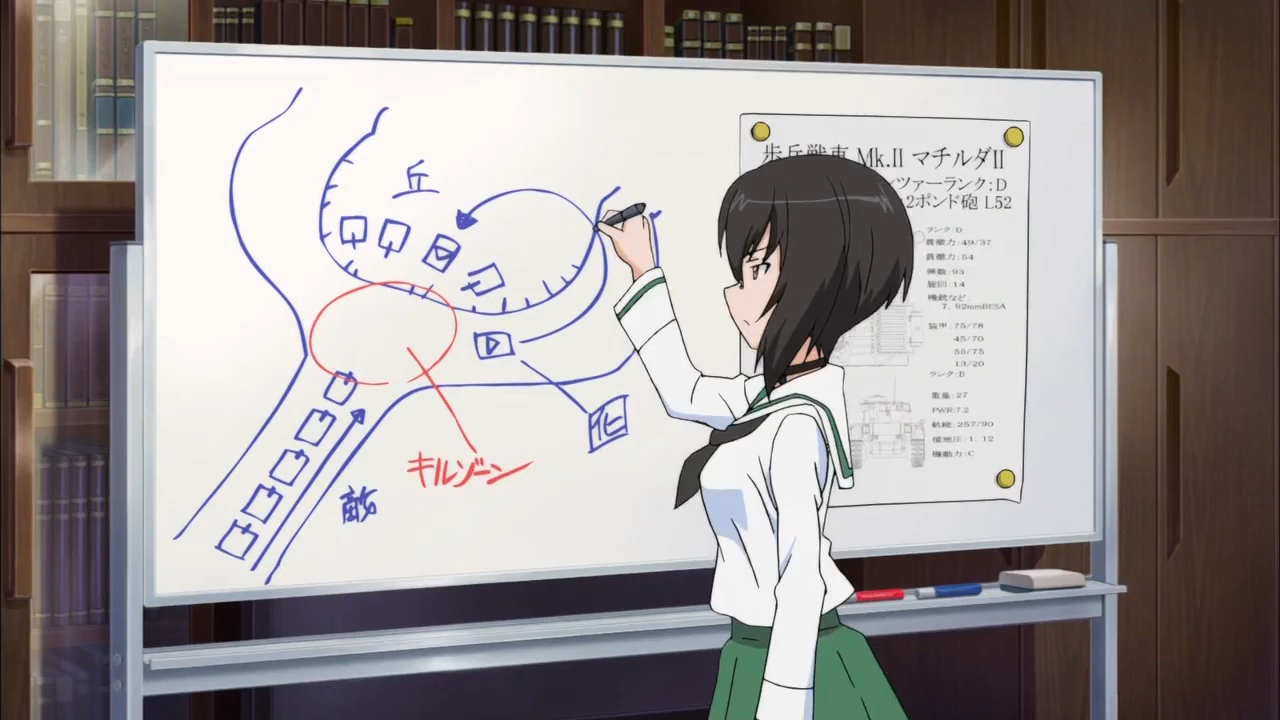 丘
キルゾーン
敵
歩兵戦車 Mk.II マチルダII
ンツァーランク:D
2ポンド砲 L52
ランク:D
貫徹力:49/37
貫徹力:54
弾数:93
旋回:14
機銃など、
7.92mmBESA
装甲:75/78
45/70
55/75
13/20
ランク:B
重量:27
PWR:7.2
航続:257/90
接地圧:1.12
機動力:C